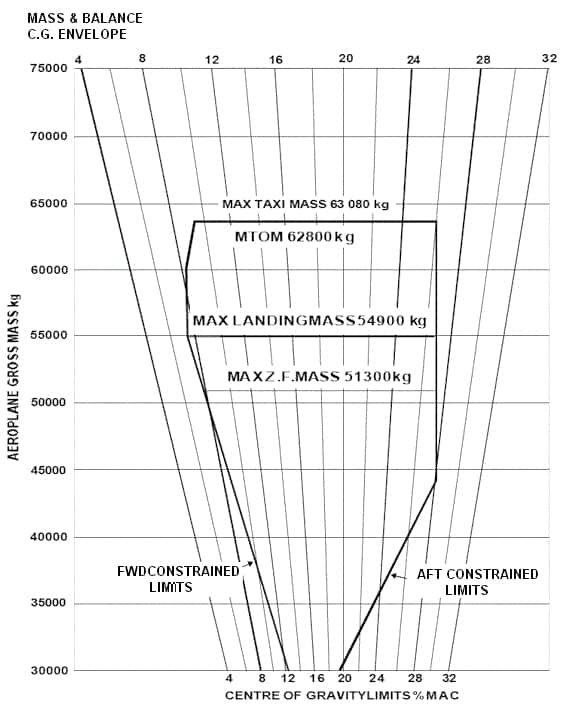 MASS & BALANCE
C.G. ENVELOPE
4 8 12 16 20 24 28 32
75000
70000
65000
MAX TAXI MASS 63 080 kg
MTOM 62800kg
60000
MAX LANDINGMASS54900 kg
55000
MAXZ.F.MASS 51300kg
50000
45000
40000
FWDCONSTRAINED
LIMITS
AFT CONSTRAINED
LIMITS
35000
30000
AEROPLANE GROSS MASS kg
4 8 12 16 20 24 28 32
CENTRE OF GRAVITYLIMITS%MAC